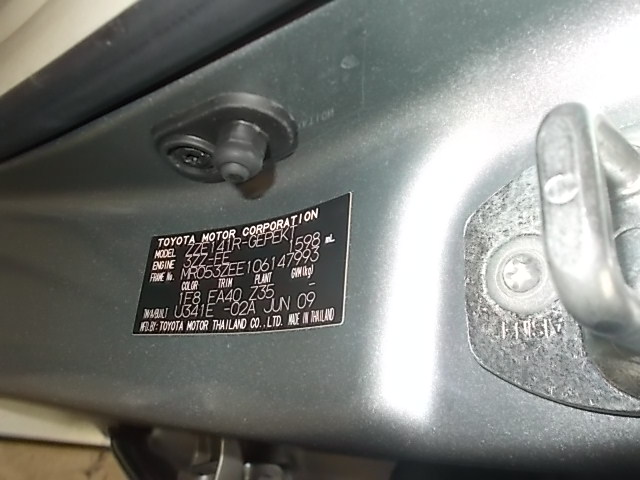 TOYOTA MOTOR CORPORATION
MODEL ZZE141R-GEPEKT
ENGINE 3ZZ-FE 1598 mL
FRAME NO. MR053ZEE106147993
COLOR TRIM PLANT GVM(kg)
1E8 EA40 Z35 -
TM/A/BUILT U341E -02A JUN 09
MFD.BY: TOYOTA MOTOR THAILAND CO., LTD. MADE IN THAILAND